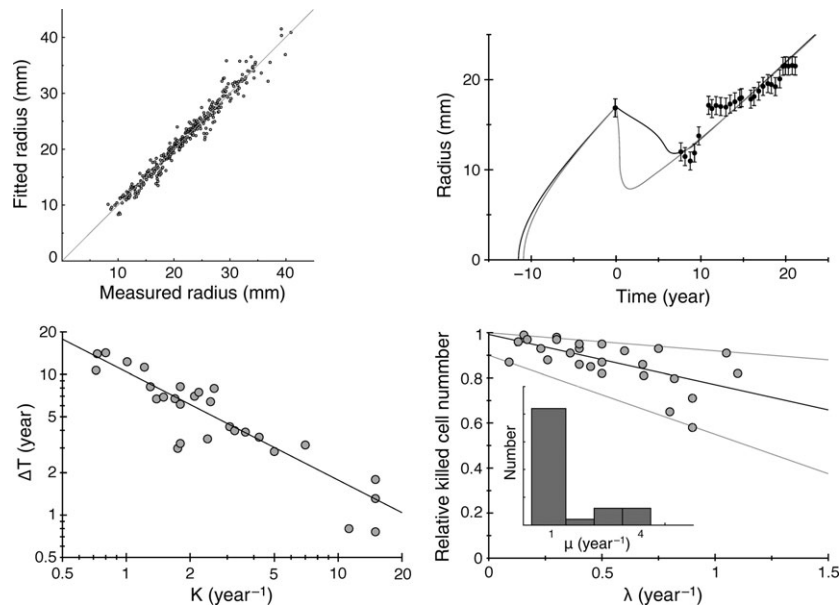 Fitted radius (mm)
40
30
20
10
0
10 20 30 40
Measured radius (mm)
Radius (mm)
20
10
0
−10 0 10 20
Time (year)
ΔT (year)
20
10
5
2
1
0.5
0.5 1 2 5 10 20
K (year⁻¹)
Relative killed cell nummber
1
0.8
0.6
0.4
0.2
0
0 0.5 1 1.5
λ (year⁻¹)
Number
1 4
μ (year⁻¹)